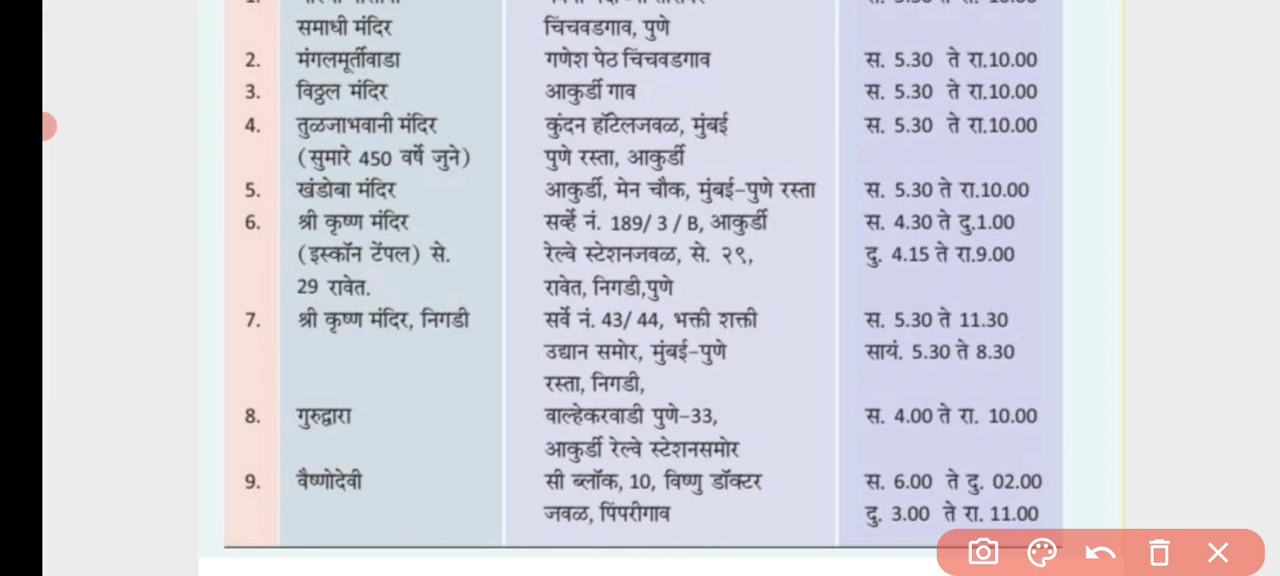 समाधी मंदिर चिंचवडगाव, पुणे
2. मंगलमूर्तीवाडा गणेश पेठ चिंचवडगाव स. 5.30 ते रा.10.00
3. विठ्ठल मंदिर आकुर्डी गाव स. 5.30 ते रा.10.00
4. तुळजाभवानी मंदिर कुंदन हॉटेलजवळ, मुंबई स. 5.30 ते रा.10.00
(सुमारे 450 वर्षे जुने) पुणे रस्ता, आकुर्डी
5. खंडोबा मंदिर आकुर्डी, मेन चौक, मुंबई-पुणे रस्ता स. 5.30 ते रा.10.00
6. श्री कृष्ण मंदिर सर्व्हे नं. 189/ 3 / B, आकुर्डी स. 4.30 ते दु.1.00
(इस्कॉन टेंपल) से. रेल्वे स्टेशनजवळ, से. २९, दु. 4.15 ते रा.9.00
29 रावेत. रावेत, निगडी,पुणे
7. श्री कृष्ण मंदिर, निगडी सर्वे नं. 43/ 44, भक्ती शक्ती स. 5.30 ते 11.30
उद्यान समोर, मुंबई-पुणे सायं. 5.30 ते 8.30
रस्ता, निगडी,
8. गुरुद्वारा वाल्हेकरवाडी पुणे-33, स. 4.00 ते रा. 10.00
आकुर्डी रेल्वे स्टेशनसमोर
9. वैष्णोदेवी सी ब्लॉक, 10, विष्णु डॉक्टर स. 6.00 ते दु. 02.00
जवळ, पिंपरीगाव दु. 3.00 ते रा. 11.00